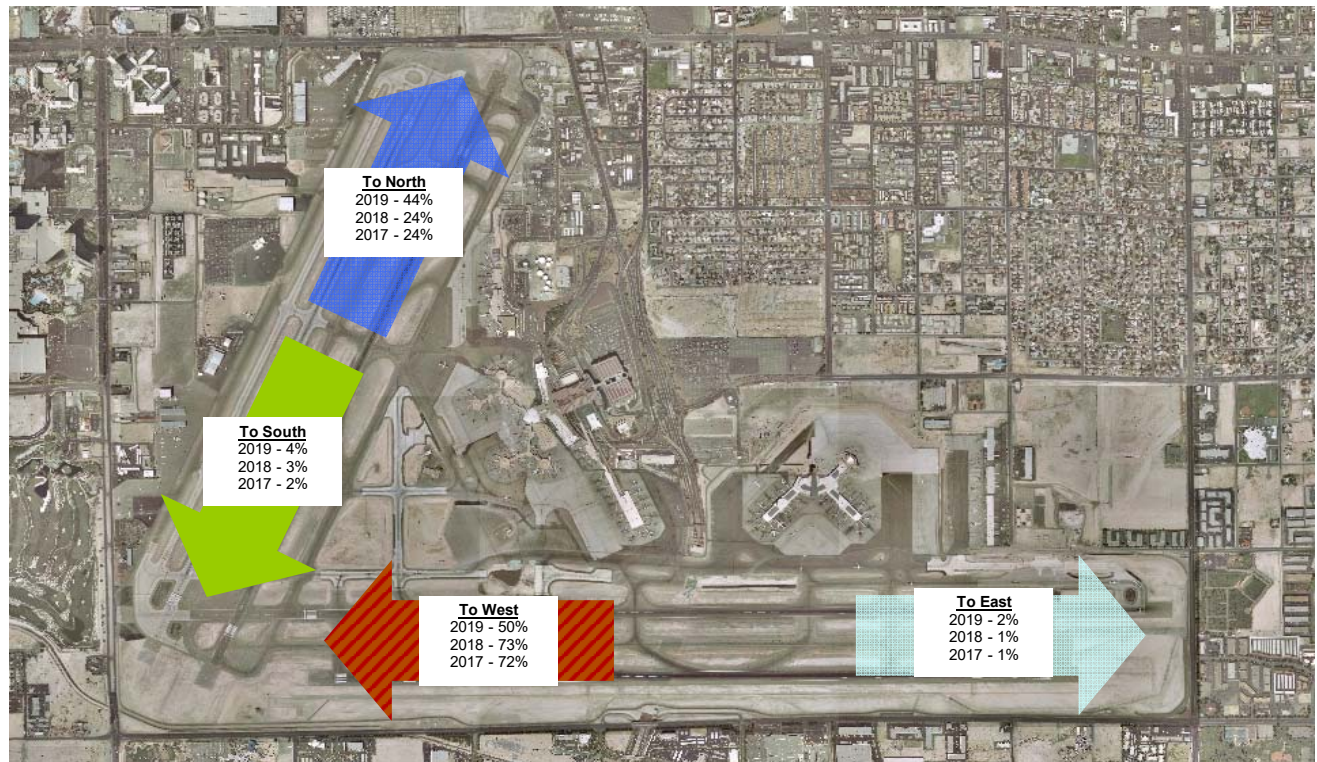 To North
2019 - 44%
2018 - 24%
2017 - 24%
To South
2019 - 4%
2018 - 3%
2017 - 2%
To West
2019 - 50%
2018 - 73%
2017 - 72%
To East
2019 - 2%
2018 - 1%
2017 - 1%